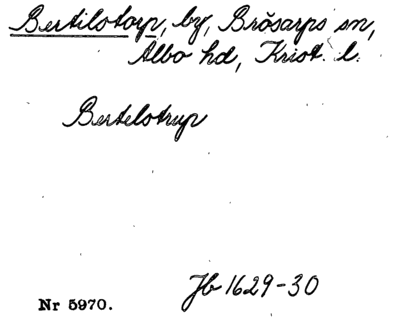 Bertilstorp, by, Brösarps sn,
Albo hd, Krist. l.
Bertelstrup
Jb 1629-30
Nr 5970.